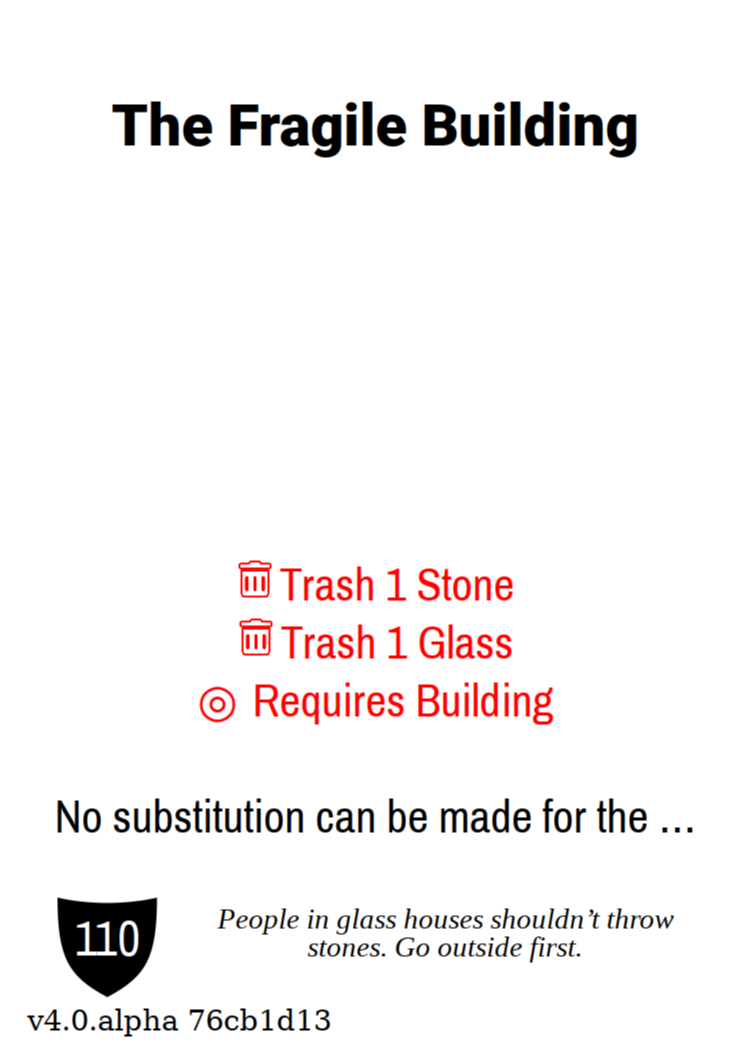 The Fragile Building
Trash 1 Stone
Trash 1 Glass
◎ Requires Building
No substitution can be made for the …
110
People in glass houses shouldn’t throw
stones. Go outside first.
v4.0.alpha 76cb1d13